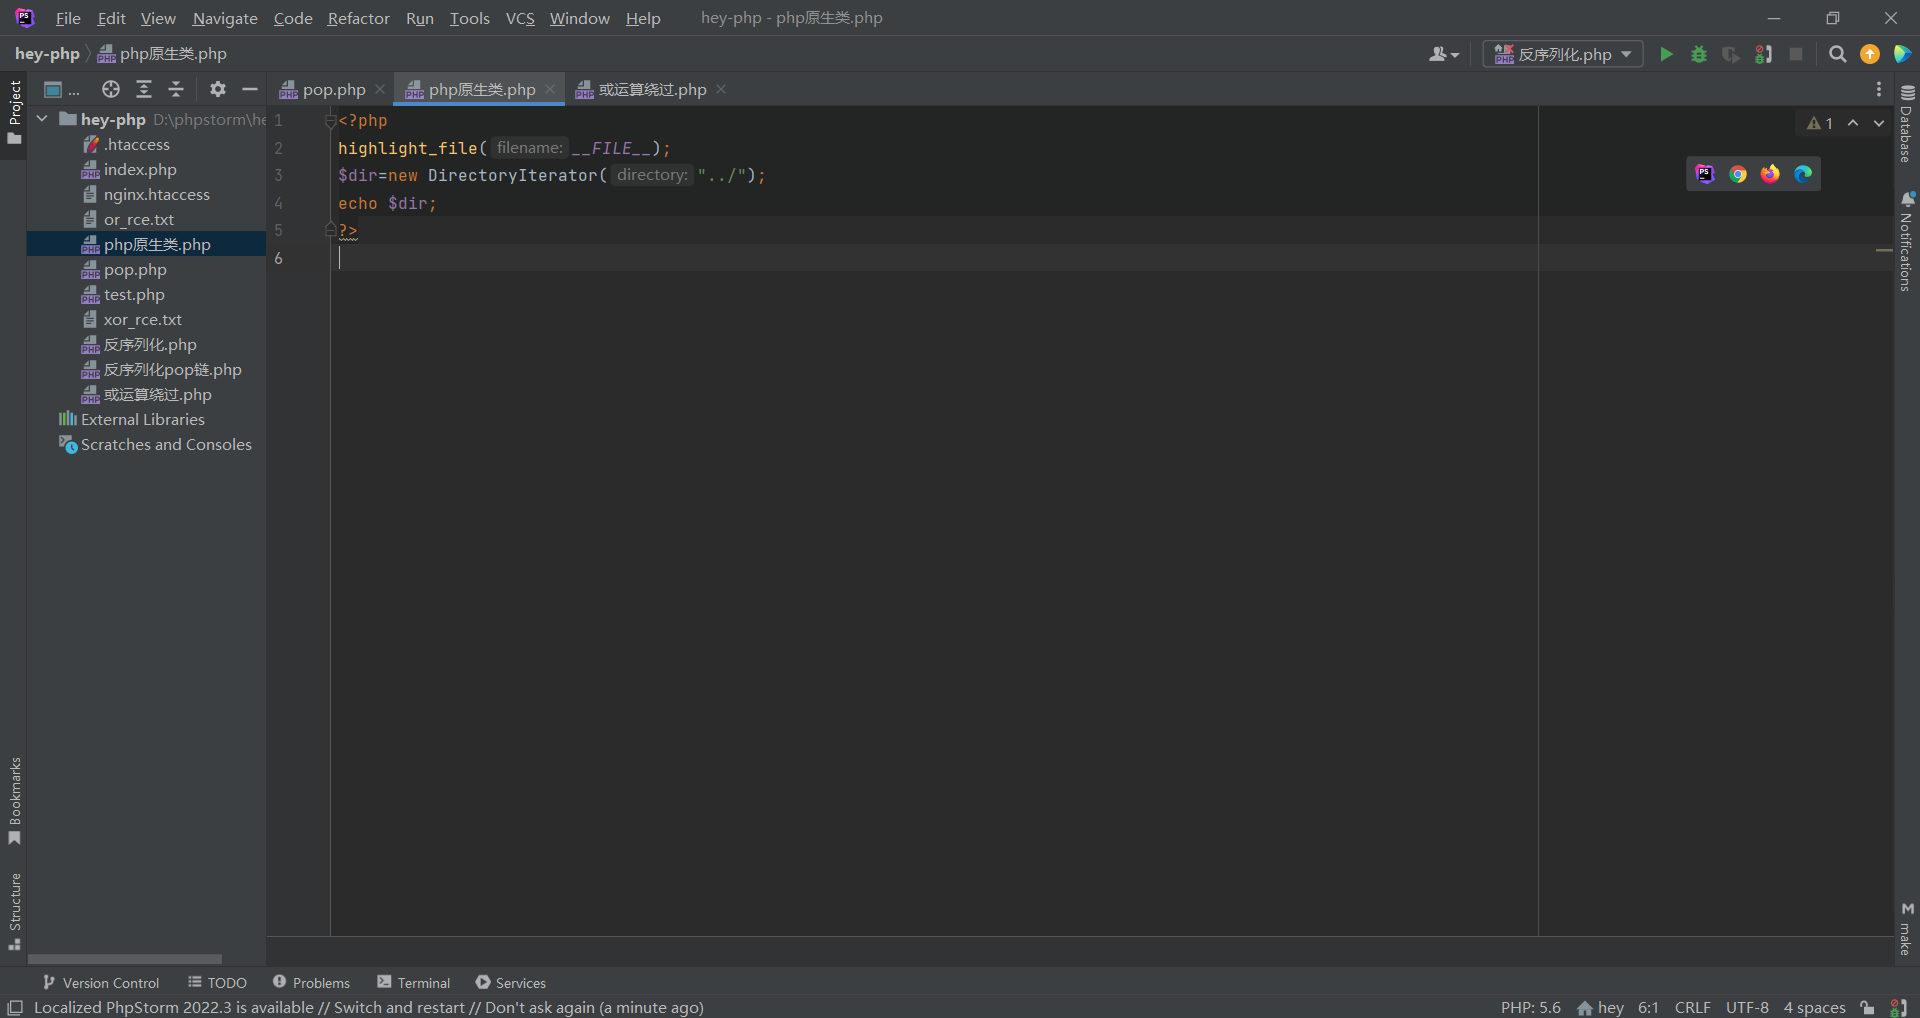 File Edit View Navigate Code Refactor Run Tools VCS Window Help hey-php - php原生类.php
hey-php php原生类.php
反序列化.php
Project
...
pop.php
php原生类.php
或运算绕过.php
hey-php D:\phpstorm\he
.htaccess
index.php
nginx.htaccess
or_rce.txt
php原生类.php
pop.php
test.php
xor_rce.txt
反序列化.php
反序列化pop链.php
或运算绕过.php
External Libraries
Scratches and Consoles
1 <?php
2 highlight_file( filename: __FILE__);
3 $dir=new DirectoryIterator( directory: "../");
4 echo $dir;
5 ?>
6
1
Database
Notifications
make
Bookmarks
Structure
Version Control TODO Problems Terminal Services
Localized PhpStorm 2022.3 is available // Switch and restart // Don't ask again (a minute ago)
PHP: 5.6 hey 6:1 CRLF UTF-8 4 spaces